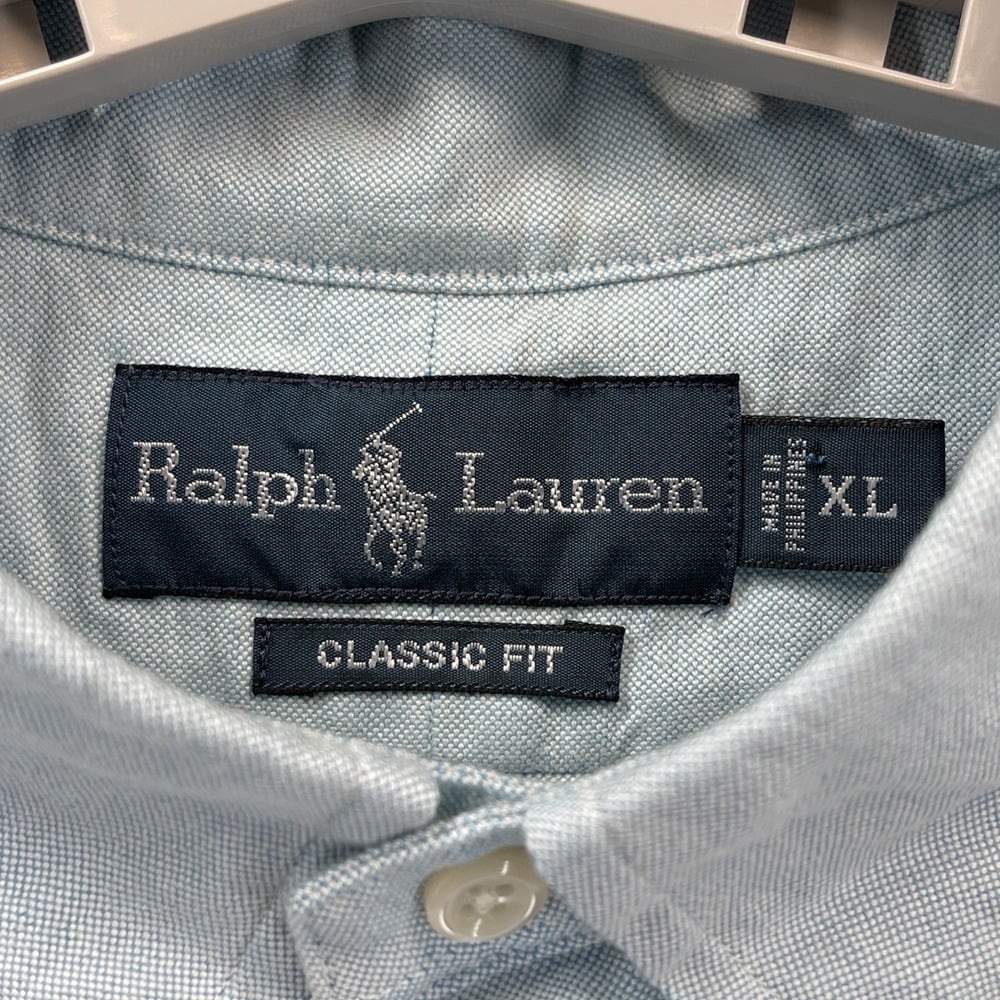 Ralph Lauren
MADE IN
PHILIPPINES
XL
CLASSIC FIT